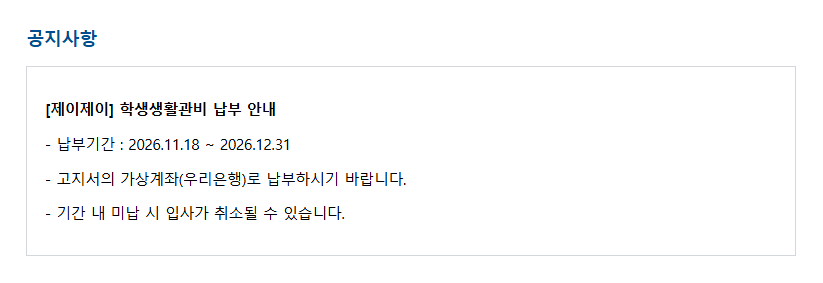 공지사항
[제이제이] 학생생활관비 납부 안내
- 납부기간 : 2026.11.18 ~ 2026.12.31
- 고지서의 가상계좌(우리은행)로 납부하시기 바랍니다.
- 기간 내 미납 시 입사가 취소될 수 있습니다.